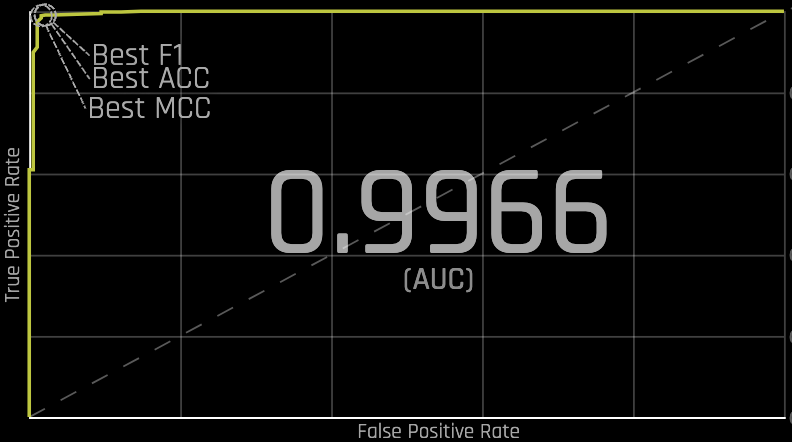 Best F1
Best ACC
Best MCC
True Positive Rate
0.9966
(AUC)
False Positive Rate